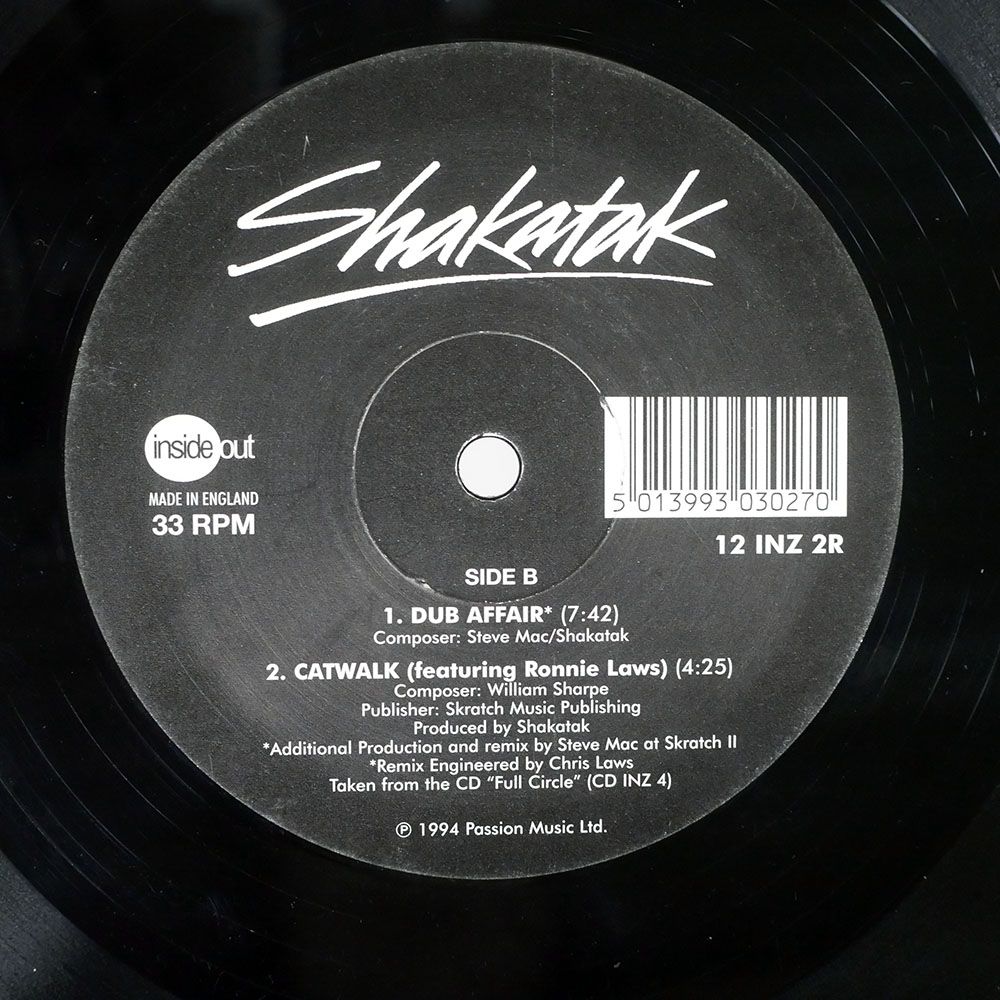 Shakatak
inside out
MADE IN ENGLAND
33 RPM
5 013993 030270
12 INZ 2R
SIDE B
1. DUB AFFAIR* (7:42)
Composer: Steve Mac/Shakatak
2. CATWALK (featuring Ronnie Laws) (4:25)
Composer: William Sharpe
Publisher: Skratch Music Publishing
Produced by Shakatak
*Additional Production and remix by Steve Mac at Skratch II
*Remix Engineered by Chris Laws
Taken from the CD “Full Circle” (CD INZ 4)
℗ 1994 Passion Music Ltd.